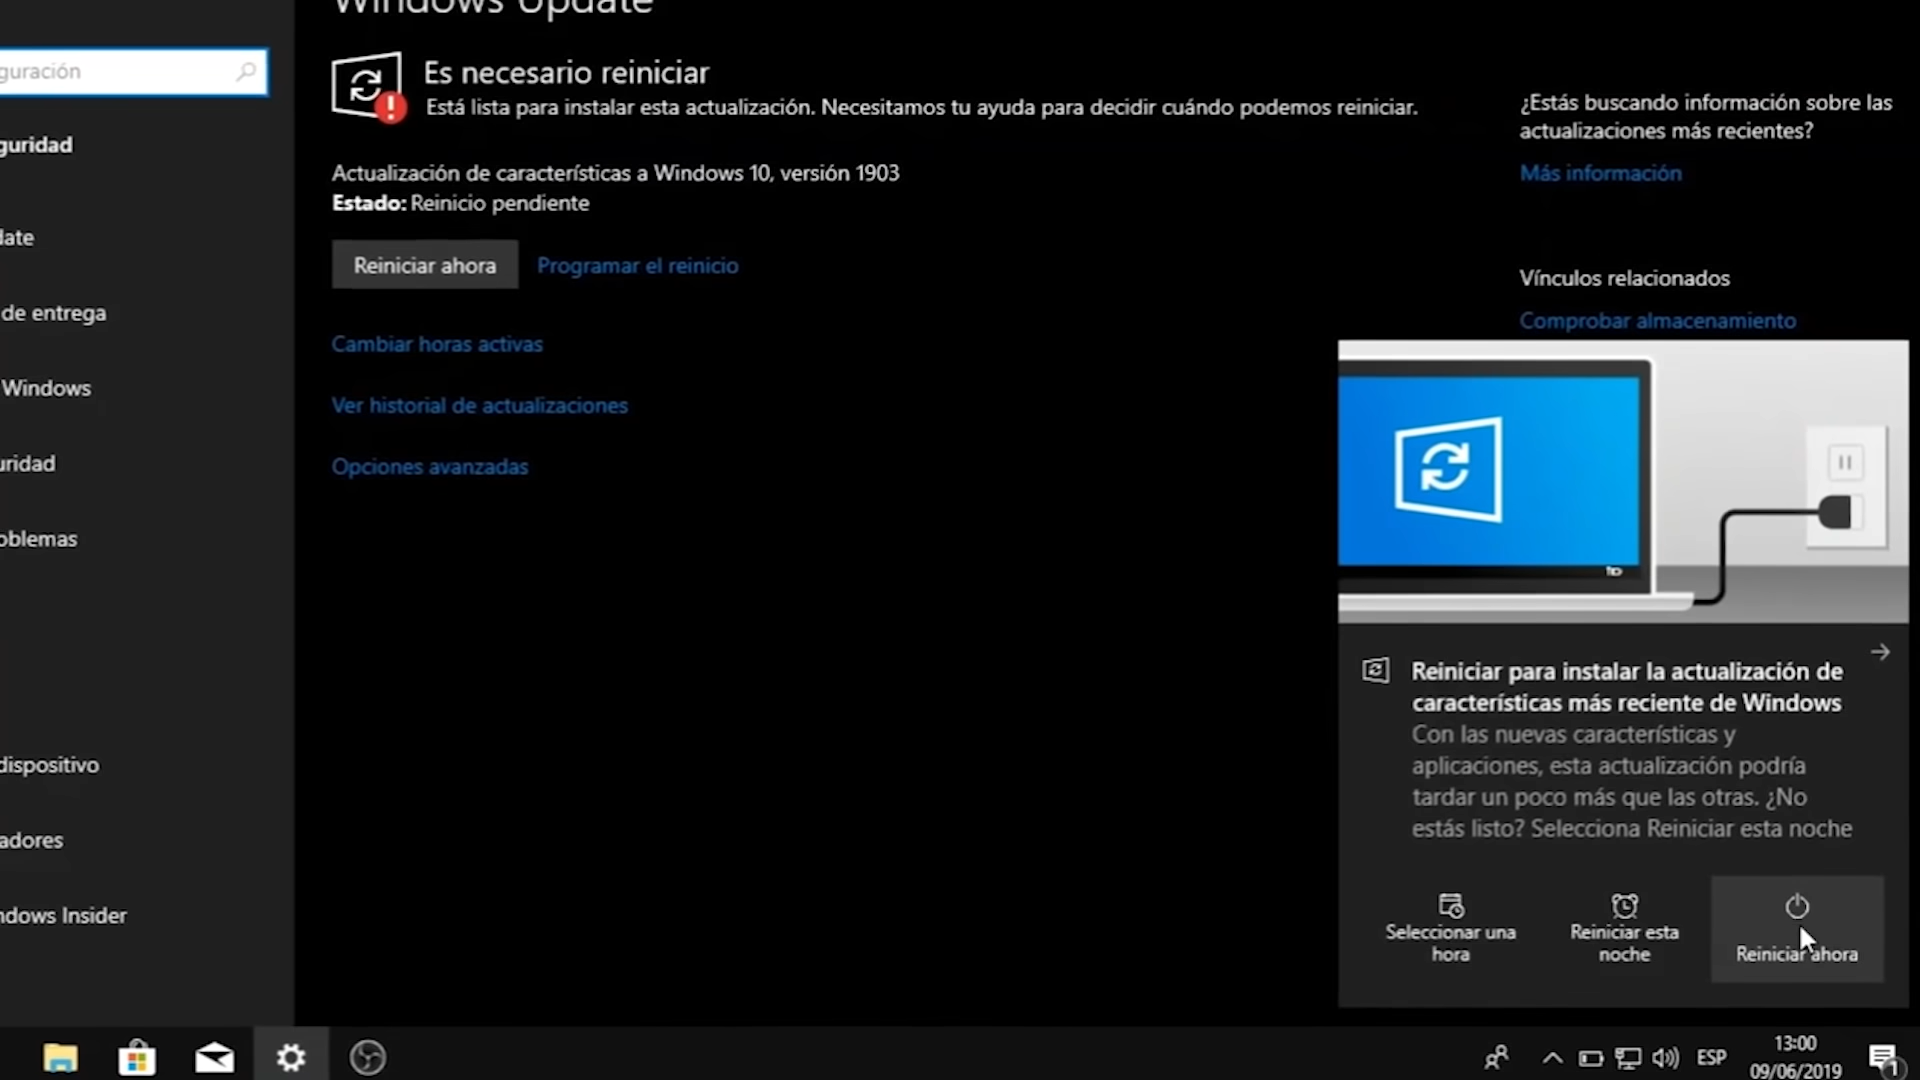 Windows Update
guración
Es necesario reiniciar
Está lista para instalar esta actualización. Necesitamos tu ayuda para decidir cuándo podemos reiniciar.
Actualización de características a Windows 10, versión 1903
Estado: Reinicio pendiente
Reiniciar ahora
Programar el reinicio
Cambiar horas activas
Ver historial de actualizaciones
Opciones avanzadas
guridad
date
de entrega
Windows
uridad
oblemas
dispositivo
adores
ndows Insider
¿Estás buscando información sobre las
actualizaciones más recientes?
Más información
Vínculos relacionados
Comprobar almacenamiento
Reiniciar para instalar la actualización de
características más reciente de Windows
Con las nuevas características y
aplicaciones, esta actualización podría
tardar un poco más que las otras. ¿No
estás listo? Selecciona Reiniciar esta noche
Seleccionar una
hora
Reiniciar esta
noche
Reiniciar ahora
ESP
13:00
09/06/2019
1